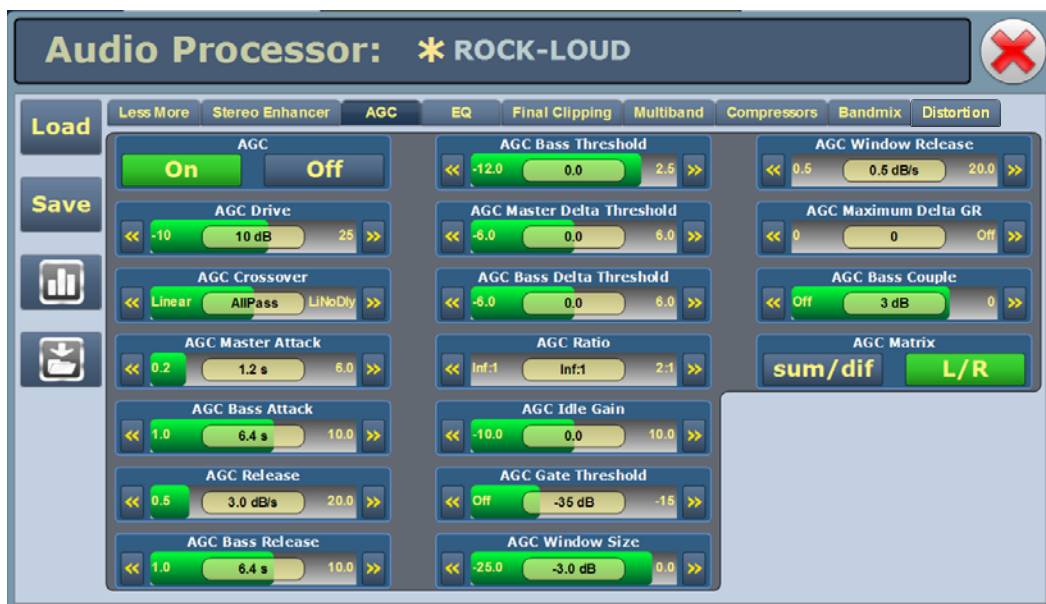 Audio Processor: * ROCK-LOUD
Load
Save
Less More Stereo Enhancer AGC EQ Final Clipping Multiband Compressors Bandmix Distortion
AGC
On Off
AGC Drive
« -10 10 dB 25 »
AGC Crossover
« Linear AllPass LiNoDly »
AGC Master Attack
« 0.2 1.2 s 6.0 »
AGC Bass Attack
« 1.0 6.4 s 10.0 »
AGC Release
« 0.5 3.0 dB/s 20.0 »
AGC Bass Release
« 1.0 6.4 s 10.0 »
AGC Bass Threshold
« -12.0 0.0 2.5 »
AGC Master Delta Threshold
« -6.0 0.0 6.0 »
AGC Bass Delta Threshold
« -6.0 0.0 6.0 »
AGC Ratio
« Inf:1 Inf:1 2:1 »
AGC Idle Gain
« -10.0 0.0 10.0 »
AGC Gate Threshold
« Off -35 dB -15 »
AGC Window Size
« -25.0 -3.0 dB 0.0 »
AGC Window Release
« 0.5 0.5 dB/s 20.0 »
AGC Maximum Delta GR
« 0 0 Off »
AGC Bass Couple
« Off 3 dB 0 »
AGC Matrix
sum/dif L/R